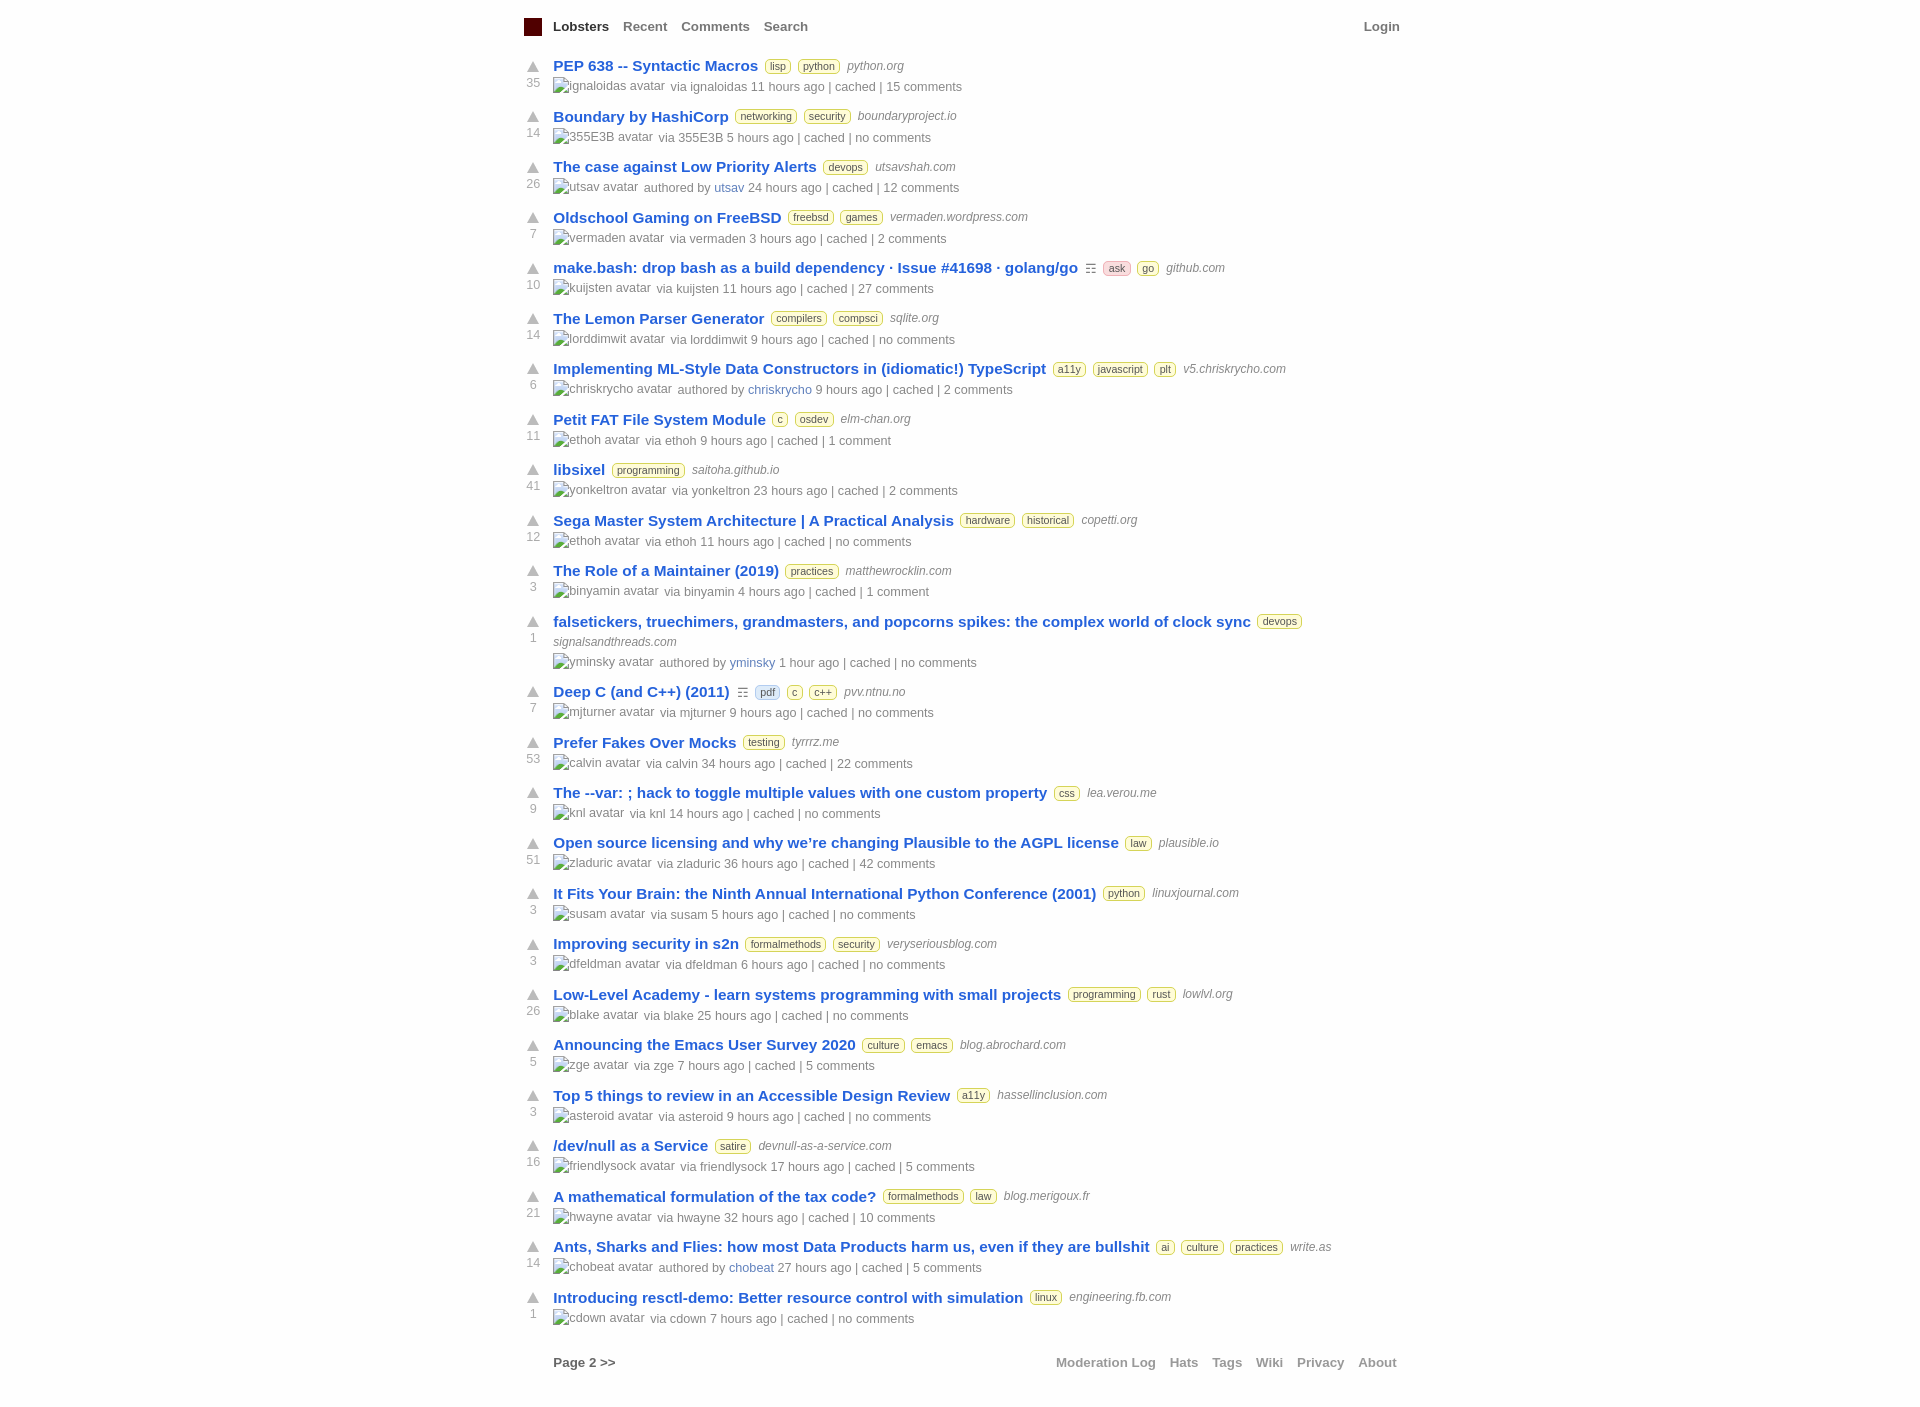 Lobsters Recent Comments Search Login
PEP 638 -- Syntactic Macros lisp python python.org
35
ignaloidas avatar via ignaloidas 11 hours ago | cached | 15 comments
Boundary by HashiCorp networking security boundaryproject.io
14
355E3B avatar via 355E3B 5 hours ago | cached | no comments
The case against Low Priority Alerts devops utsavshah.com
26
utsav avatar authored by utsav 24 hours ago | cached | 12 comments
Oldschool Gaming on FreeBSD freebsd games vermaden.wordpress.com
7
vermaden avatar via vermaden 3 hours ago | cached | 2 comments
make.bash: drop bash as a build dependency · Issue #41698 · golang/go ☶ ask go github.com
10
kuijsten avatar via kuijsten 11 hours ago | cached | 27 comments
The Lemon Parser Generator compilers compsci sqlite.org
14
lorddimwit avatar via lorddimwit 9 hours ago | cached | no comments
Implementing ML-Style Data Constructors in (idiomatic!) TypeScript a11y javascript plt v5.chriskrycho.com
6
chriskrycho avatar authored by chriskrycho 9 hours ago | cached | 2 comments
Petit FAT File System Module c osdev elm-chan.org
11
ethoh avatar via ethoh 9 hours ago | cached | 1 comment
libsixel programming saitoha.github.io
41
yonkeltron avatar via yonkeltron 23 hours ago | cached | 2 comments
Sega Master System Architecture | A Practical Analysis hardware historical copetti.org
12
ethoh avatar via ethoh 11 hours ago | cached | no comments
The Role of a Maintainer (2019) practices matthewrocklin.com
3
binyamin avatar via binyamin 4 hours ago | cached | 1 comment
falsetickers, truechimers, grandmasters, and popcorns spikes: the complex world of clock sync devops
1
signalsandthreads.com
yminsky avatar authored by yminsky 1 hour ago | cached | no comments
Deep C (and C++) (2011) ☶ pdf c c++ pvv.ntnu.no
7
mjturner avatar via mjturner 9 hours ago | cached | no comments
Prefer Fakes Over Mocks testing tyrrrz.me
53
calvin avatar via calvin 34 hours ago | cached | 22 comments
The --var: ; hack to toggle multiple values with one custom property css lea.verou.me
9
knl avatar via knl 14 hours ago | cached | no comments
Open source licensing and why we’re changing Plausible to the AGPL license law plausible.io
51
zladuric avatar via zladuric 36 hours ago | cached | 42 comments
It Fits Your Brain: the Ninth Annual International Python Conference (2001) python linuxjournal.com
3
susam avatar via susam 5 hours ago | cached | no comments
Improving security in s2n formalmethods security veryseriousblog.com
3
dfeldman avatar via dfeldman 6 hours ago | cached | no comments
Low-Level Academy - learn systems programming with small projects programming rust lowlvl.org
26
blake avatar via blake 25 hours ago | cached | no comments
Announcing the Emacs User Survey 2020 culture emacs blog.abrochard.com
5
zge avatar via zge 7 hours ago | cached | 5 comments
Top 5 things to review in an Accessible Design Review a11y hassellinclusion.com
3
asteroid avatar via asteroid 9 hours ago | cached | no comments
/dev/null as a Service satire devnull-as-a-service.com
16
friendlysock avatar via friendlysock 17 hours ago | cached | 5 comments
A mathematical formulation of the tax code? formalmethods law blog.merigoux.fr
21
hwayne avatar via hwayne 32 hours ago | cached | 10 comments
Ants, Sharks and Flies: how most Data Products harm us, even if they are bullshit ai culture practices write.as
14
chobeat avatar authored by chobeat 27 hours ago | cached | 5 comments
Introducing resctl-demo: Better resource control with simulation linux engineering.fb.com
1
cdown avatar via cdown 7 hours ago | cached | no comments
Page 2 >> Moderation Log Hats Tags Wiki Privacy About